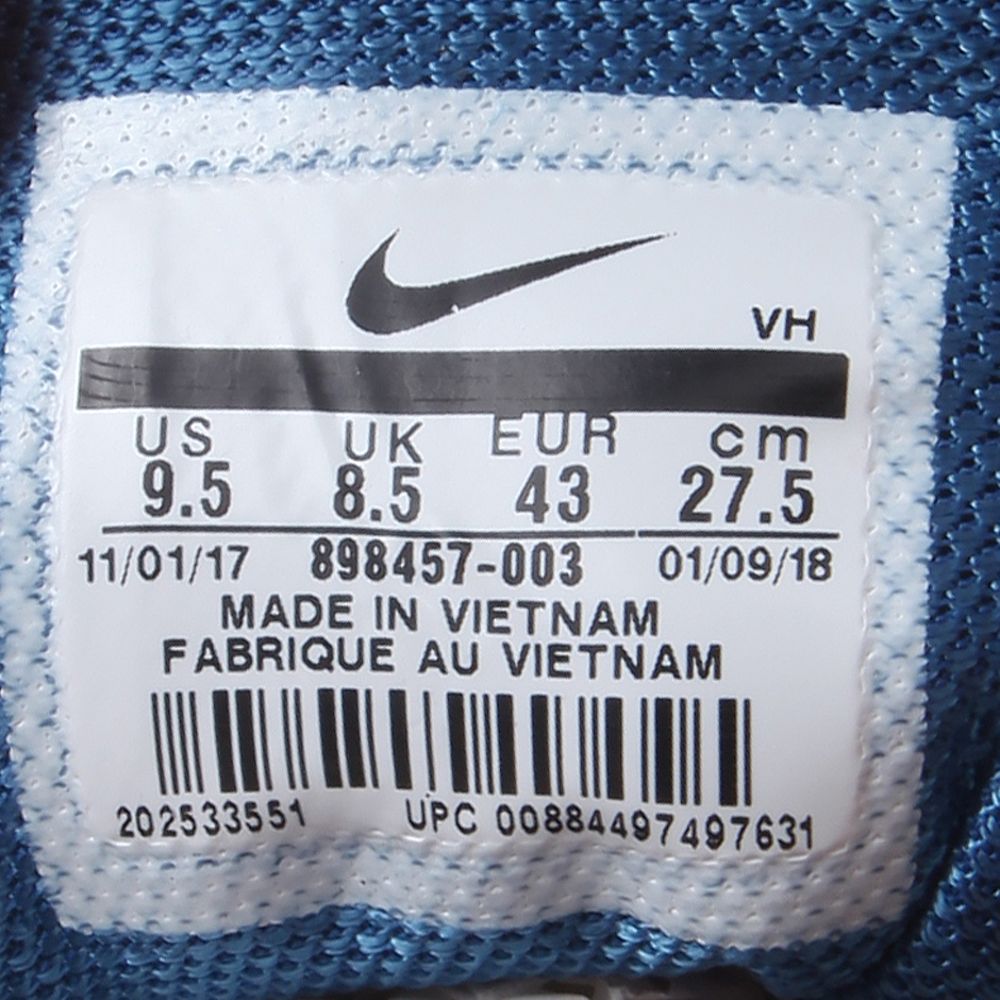 VH
US UK EUR cm
9.5 8.5 43 27.5
11/01/17 898457-003 01/09/18
MADE IN VIETNAM
FABRIQUE AU VIETNAM
202533551 UPC 00884497497631